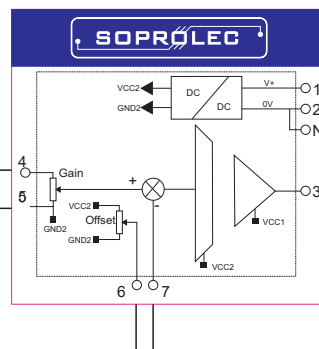 SOPROLEC
VCC2
GND2
DC
DC
V+
0V
1
2
N
4
5
Gain
GND2
+
-
VCC2
Offset
GND2
3
VCC1
VCC2
6
7